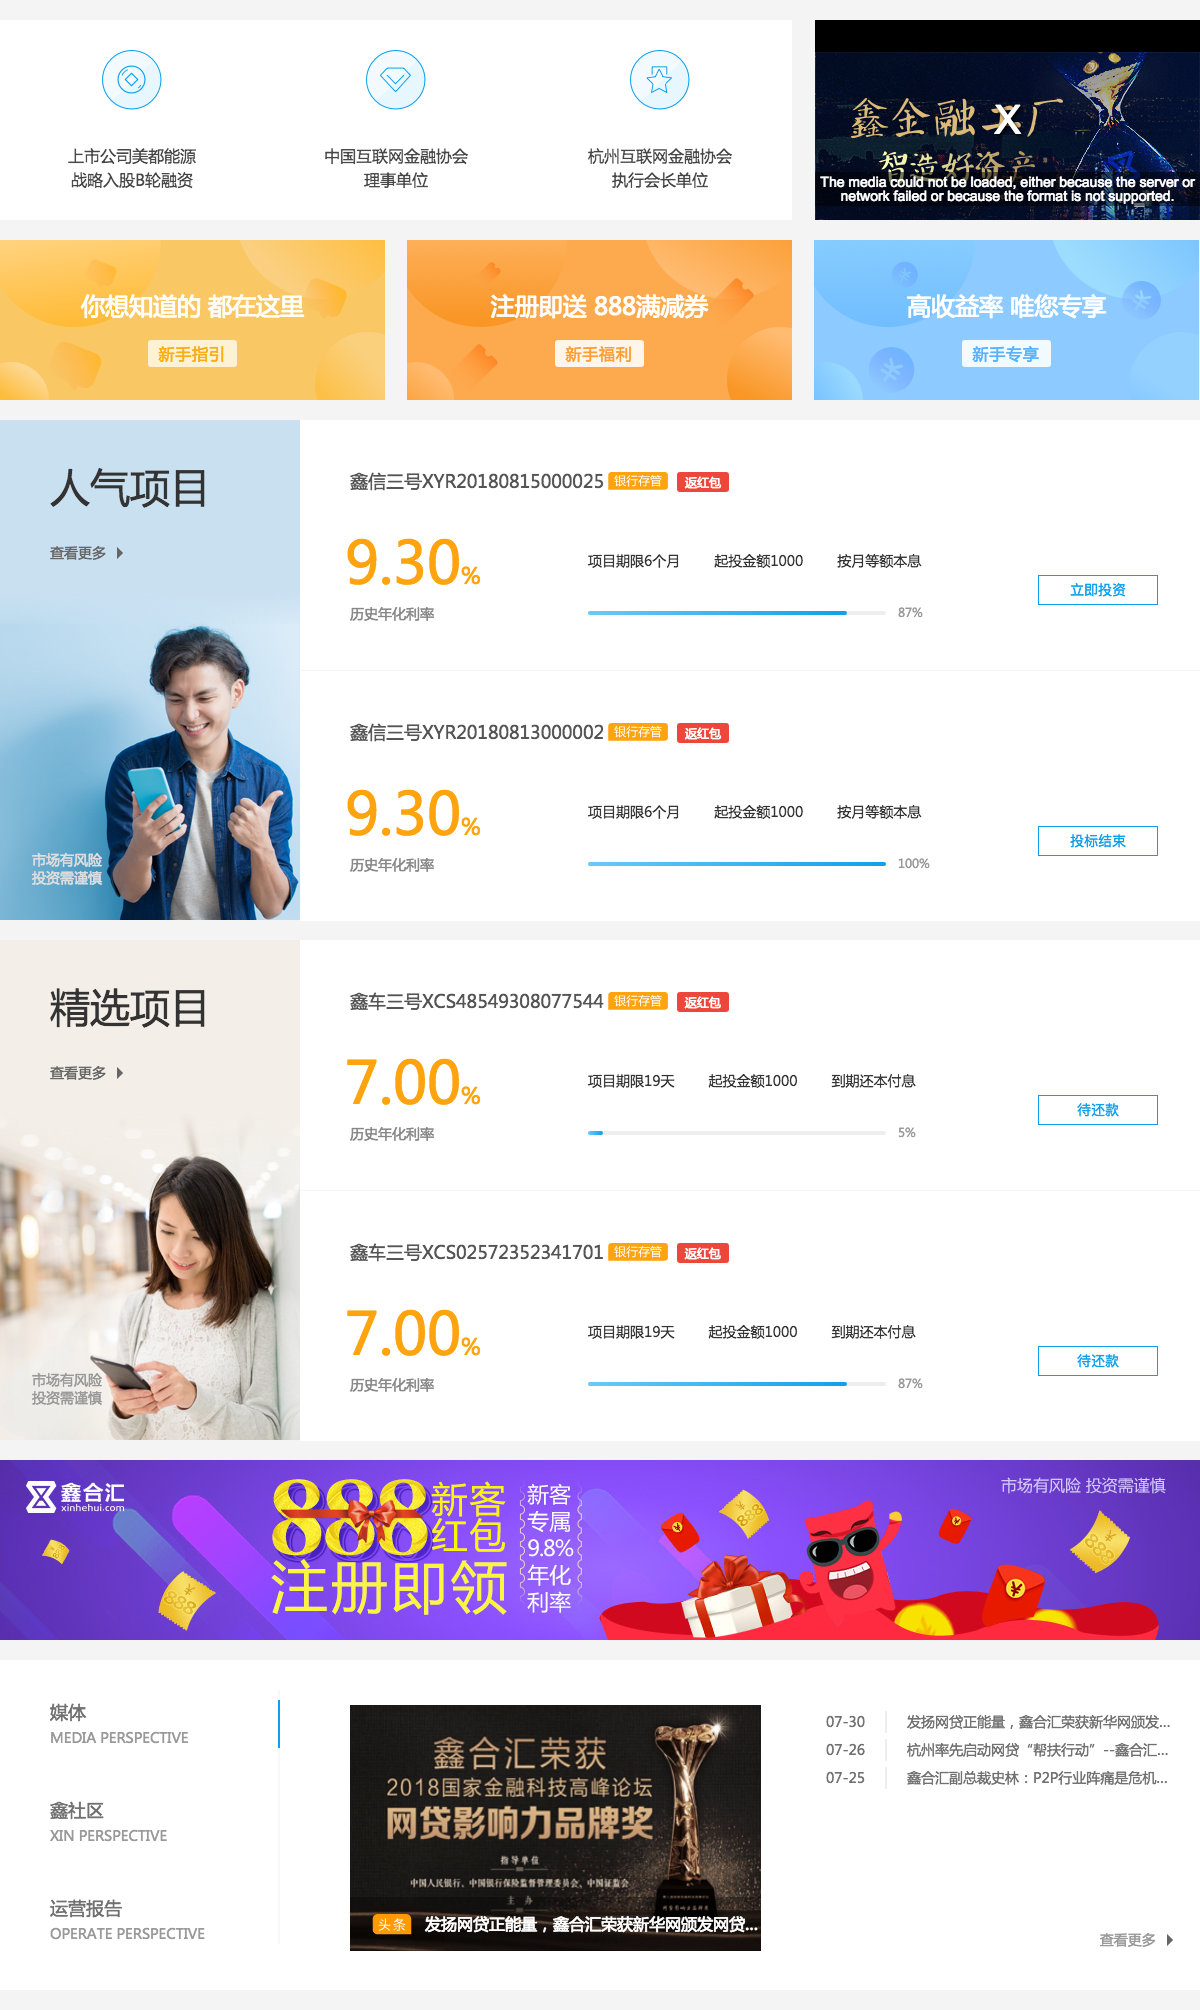 上市公司美都能源
战略入股B轮融资
中国互联网金融协会
理事单位
杭州互联网金融协会
执行会长单位
鑫金融工厂
智造好资产
X
The media could not be loaded, either because the server or
network failed or because the format is not supported.
你想知道的 都在这里
新手指引
注册即送 888满减券
新手福利
高收益率 唯您专享
新手专享
人气项目
查看更多
市场有风险
投资需谨慎
鑫信三号XYR20180815000025 银行存管 返红包
9.30%
历史年化利率
项目期限6个月 起投金额1000 按月等额本息
87%
立即投资
鑫信三号XYR20180813000002 银行存管 返红包
9.30%
历史年化利率
项目期限6个月 起投金额1000 按月等额本息
100%
投标结束
精选项目
查看更多
市场有风险
投资需谨慎
鑫车三号XCS48549308077544 银行存管 返红包
7.00%
历史年化利率
项目期限19天 起投金额1000 到期还本付息
5%
待还款
鑫车三号XCS02572352341701 银行存管 返红包
7.00%
历史年化利率
项目期限19天 起投金额1000 到期还本付息
87%
待还款
鑫合汇
xinhehui.com
888 新客
红包
注册即领
新客
专属
9.8%
年化
利率
市场有风险 投资需谨慎
媒体
MEDIA PERSPECTIVE
鑫社区
XIN PERSPECTIVE
运营报告
OPERATE PERSPECTIVE
鑫合汇荣获
2018国家金融科技高峰论坛
网贷影响力品牌奖
指导单位
中国人民银行、中国银行保险监督管理委员会、中国证监会
主 办
头条 发扬网贷正能量，鑫合汇荣获新华网颁发网贷...
07-30 发扬网贷正能量，鑫合汇荣获新华网颁发...
07-26 杭州率先启动网贷“帮扶行动”--鑫合汇...
07-25 鑫合汇副总裁史林：P2P行业阵痛是危机...
查看更多